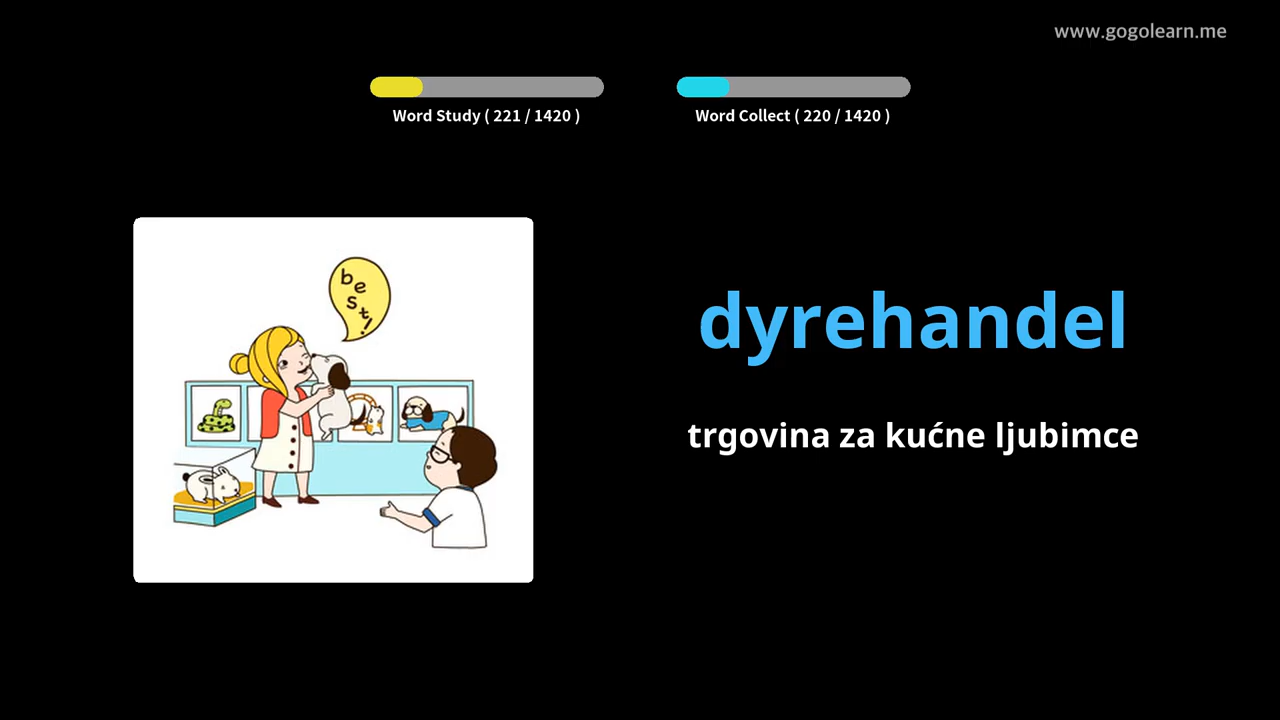 www.gogolearn.me
Word Study ( 221 / 1420 )
Word Collect ( 220 / 1420 )
best!
dyrehandel
trgovina za kućne ljubimce